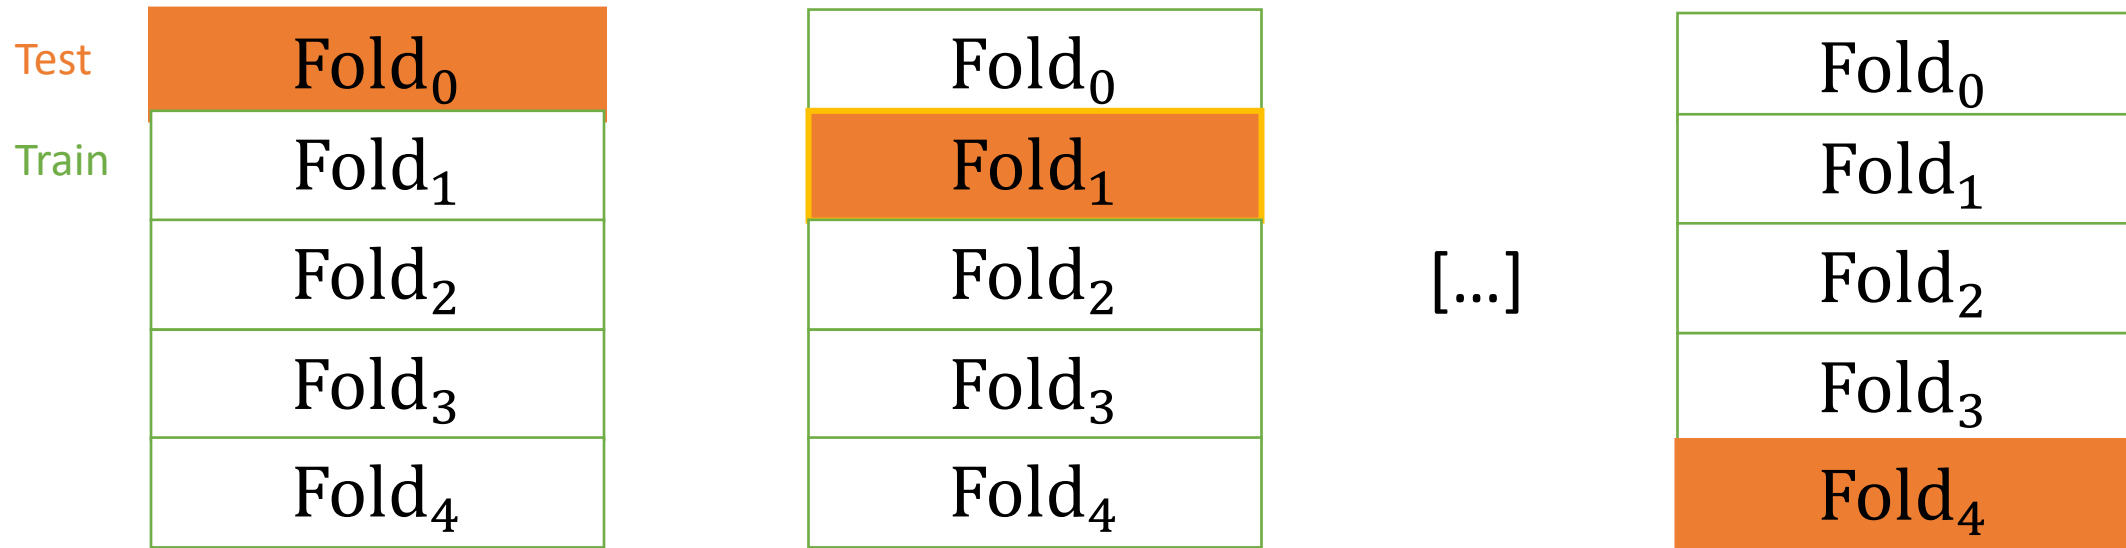 Test
Train
Fold₀
Fold₁
Fold₂
Fold₃
Fold₄
Fold₀
Fold₁
Fold₂
Fold₃
Fold₄
[...]
Fold₀
Fold₁
Fold₂
Fold₃
Fold₄